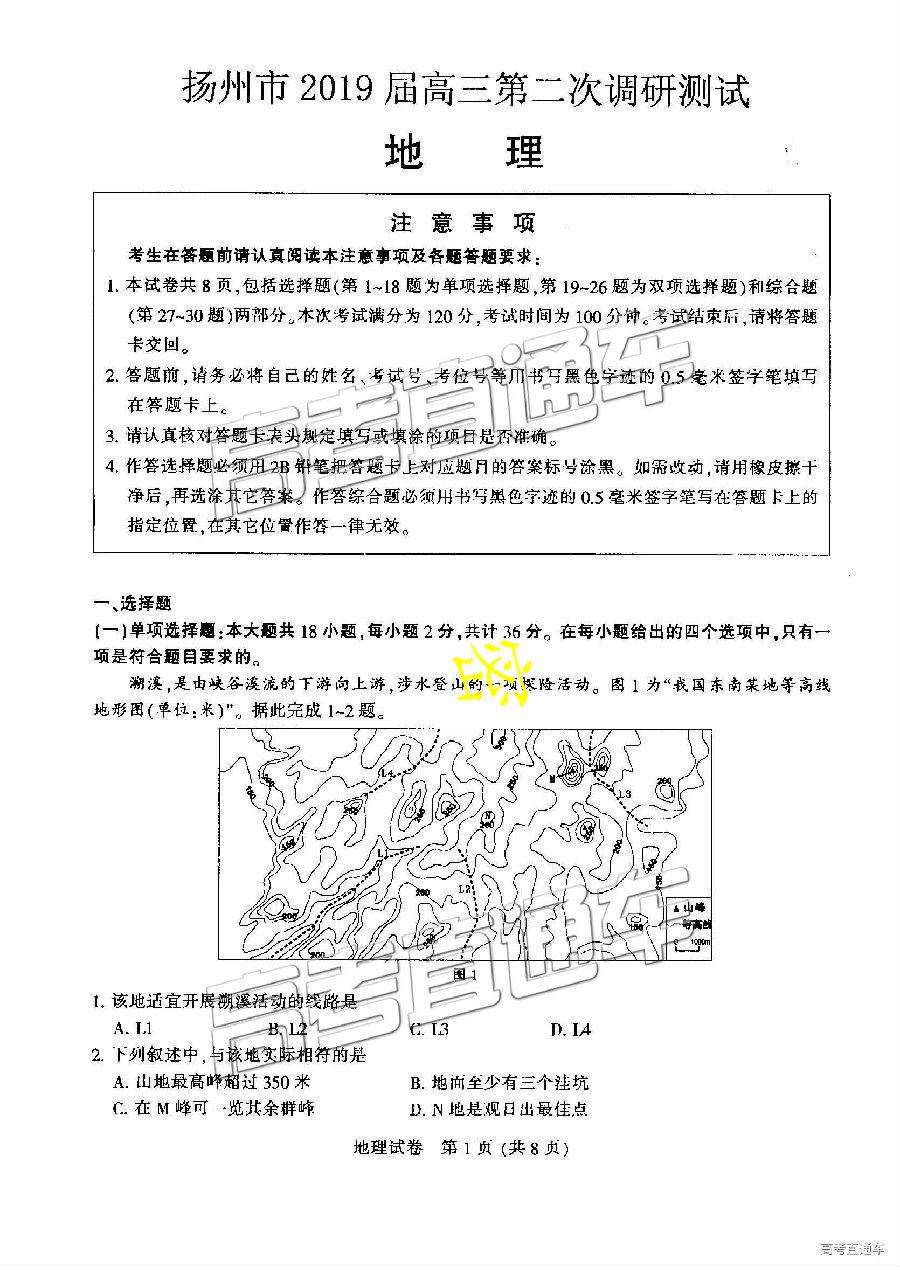 扬州市 2019 届高三第二次调研测试
地 理
注 意 事 项
考生在答题前请认真阅读本注意事项及各题答题要求：
1. 本试卷共 8 页，包括选择题(第 1~18 题为单项选择题，第 19~26 题为双项选择题)和综合题
(第 27~30 题)两部分。本次考试满分为 120 分，考试时间为 100 分钟。考试结束后，请将答题
卡交回。
2. 答题前，请务必将自己的姓名、考试号、考位号等用书写黑色字迹的 0.5 毫米签字笔填写
在答题卡上。
3. 请认真核对答题卡表头规定填写或填涂的项目是否准确。
4. 作答选择题必须用 2B 铅笔把答题卡上对应题目的答案标号涂黑。如需改动，请用橡皮擦干
净后，再选涂其它答案。作答综合题必须用书写黑色字迹的 0.5 毫米签字笔写在答题卡上的
指定位置，在其它位置作答一律无效。
高考直通车
一、选择题
(一)单项选择题：本大题共 18 小题，每小题 2 分，共计 36 分。在每小题给出的四个选项中，只有一
项是符合题目要求的。
溯溪，是由峡谷溪流的下游向上游，涉水登山的一项探险活动。图 1 为“我国东南某地等高线
地形图(单位：米)”。据此完成 1~2 题。
L4
M
L3
200
N
200
L
L2
200
200
200
150
200
▲ 山峰
等高线
0 1000m
高考直通车
图 1
1. 该地适宜开展溯溪活动的线路是
A. L1 B. L2 C. L3 D. L4
2. 下列叙述中，与该地实际相符的是
A. 山地最高峰超过 350 米 B. 地面至少有三个洼坑
C. 在 M 峰可一览其余群峰 D. N 地是观日出最佳点
地理试卷 第 1 页 (共 8 页)
高考直通车